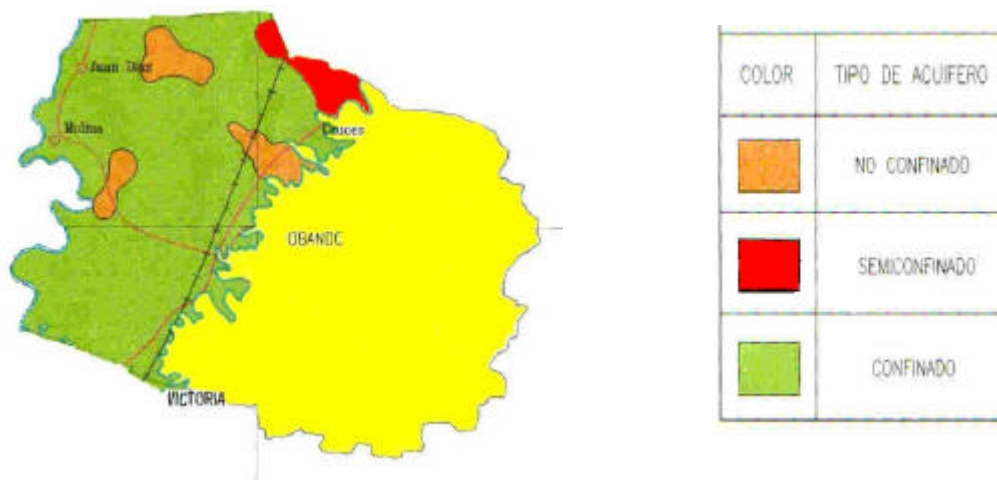 Juan Díaz
Molina
Cruces
OBANDO
VICTORIA
COLOR TIPO DE ACUIFERO
NO CONFINADO
SEMICONFINADO
CONFINADO